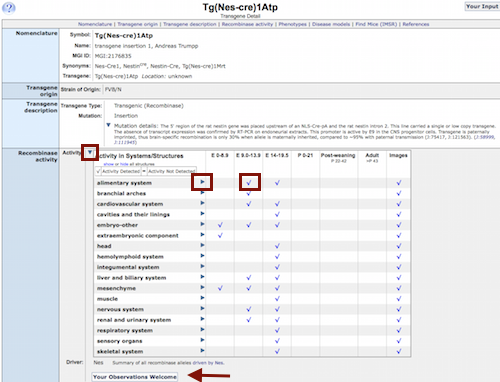 Tg(Nes-cre)1Atp
Transgene Detail
Your Input
Nomenclature | Transgene origin | Transgene description | Recombinase activity | Phenotypes | Disease models | Find Mice (IMSR) | References
Nomenclature
Symbol: Tg(Nes-cre)1Atp
Name: transgene insertion 1, Andreas Trumpp
MGI ID: MGI:2176835
Synonyms: Nes-Cre1, NestinCre, Nestin-Cre, Tg(Nes-cre)1Mrt
Transgene: Tg(Nes-cre)1Atp Location: unknown
Transgene origin
Strain of Origin: FVB/N
Transgene description
Transgene Type: Transgenic (Recombinase)
Mutation: Insertion
Mutation details: The 5' region of the rat nestin gene was placed upstream of an NLS-Cre-pA and the rat nestin intron 2. This line carried a single or low copy transgene.
The absence of transcript expression was confirmed by RT-PCR on endoneurial extracts. This promoter is active by E9 in the CNS progenitor cells. Transgene is paternally
imprinted, thus brain-specific recombination is only 30% when allele is maternally inherited, compared to ~95% with paternal transmission (J:75417, J:121563). (J:58999,
J:111945)
Recombinase activity
Activity
Activity in Systems/Structures
show or hide all structures
√ Activity Detected = Activity Not Detected
E 0-8.9
E 9.0-13.9
E 14-19.5
P 0-21
Post-weaning
P 22-42
Adult
>P 43
Images
alimentary system √ √ √
branchial arches √ √
cardiovascular system √ √ √
cavities and their linings √ √
embryo-other √ √ √ √
extraembryonic component √ √
head √ √
hemolymphoid system √ √
integumental system √ √
liver and biliary system √ √ √
mesenchyme √ √ √ √
muscle √ √
nervous system √ √ √
renal and urinary system √ √ √
respiratory system √ √
sensory organs √ √
skeletal system √ √
Driver: Nes Summary of all recombinase alleles driven by Nes.
Your Observations Welcome